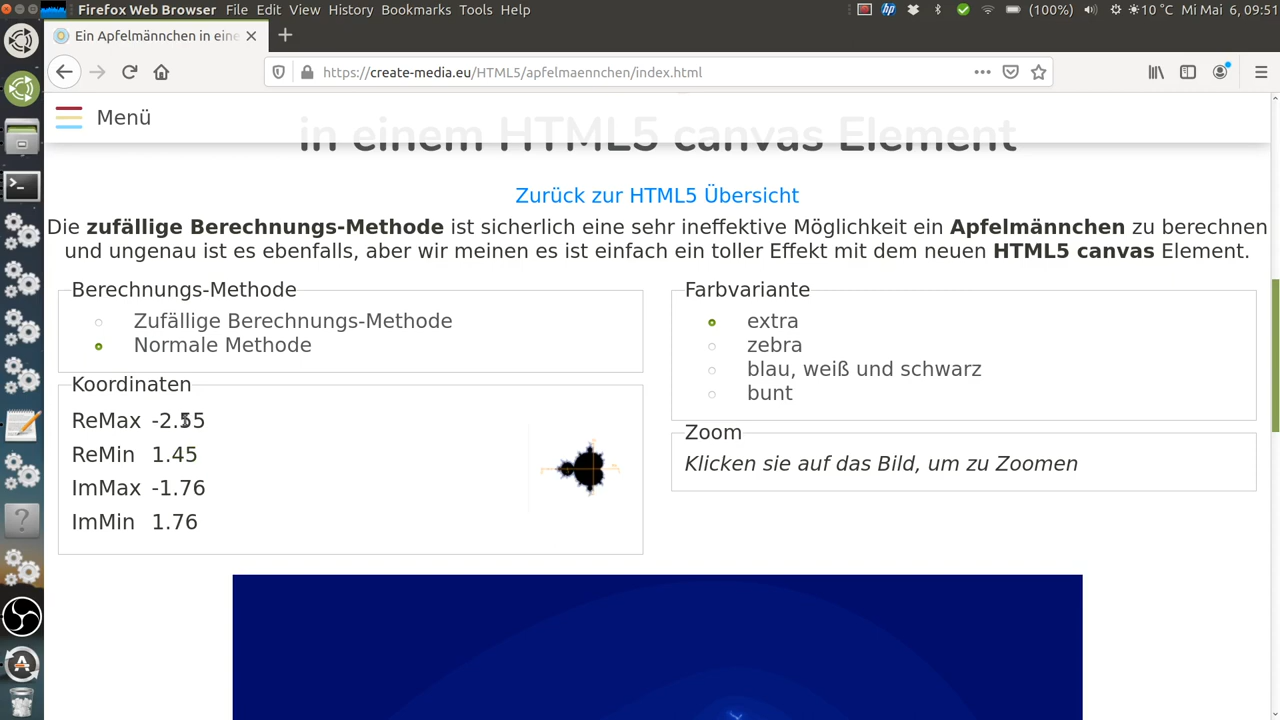 Firefox Web Browser File Edit View History Bookmarks Tools Help hp (100%) 10 °C Mi Mai 6, 09:51
Ein Apfelmännchen in eine
https://create-media.eu/HTML5/apfelmaennchen/index.html
Menü
in einem HTML5 canvas Element
Zurück zur HTML5 Übersicht
Die zufällige Berechnungs-Methode ist sicherlich eine sehr ineffektive Möglichkeit ein Apfelmännchen zu berechnen
und ungenau ist es ebenfalls, aber wir meinen es ist einfach ein toller Effekt mit dem neuen HTML5 canvas Element.
Berechnungs-Methode
Zufällige Berechnungs-Methode
Normale Methode
Koordinaten
ReMax -2.55
ReMin 1.45
ImMax -1.76
ImMin 1.76
Farbvariante
extra
zebra
blau, weiß und schwarz
bunt
Zoom
Klicken sie auf das Bild, um zu Zoomen